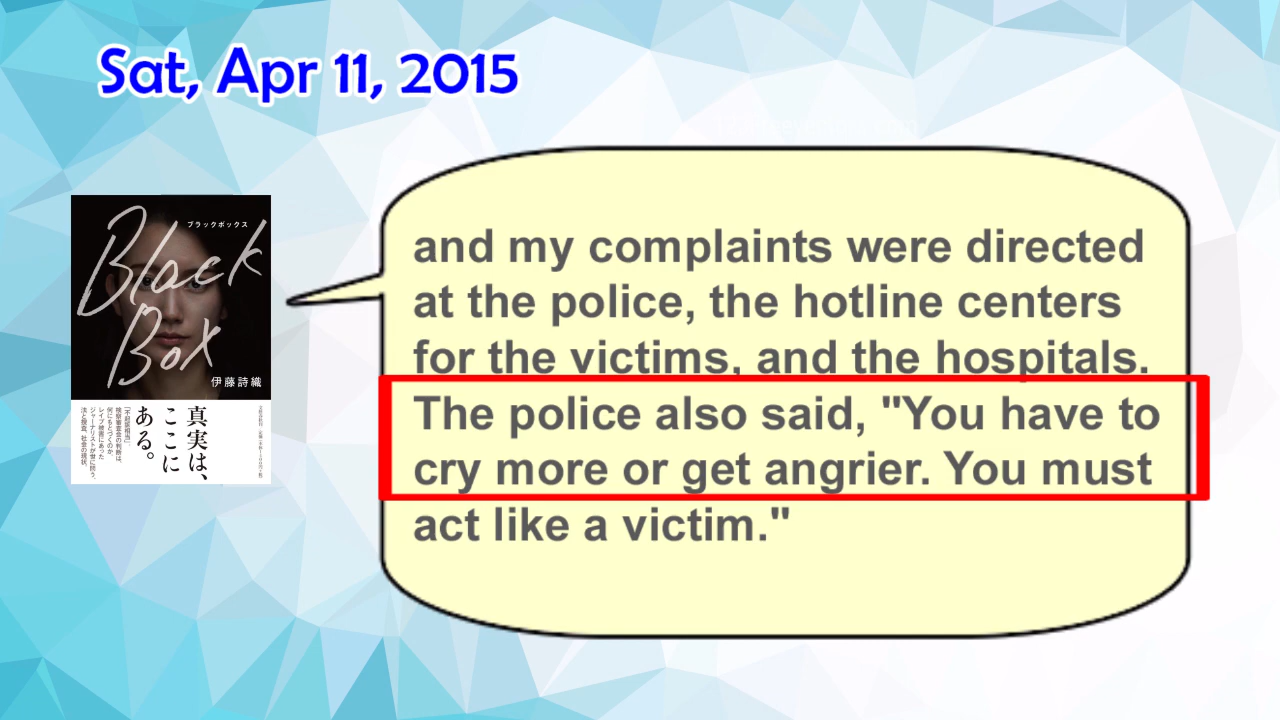 Sat, Apr 11, 2015
Black
ブラックボックス
Box
伊藤詩織
真実は、
ここに
ある。
and my complaints were directed
at the police, the hotline centers
for the victims, and the hospitals.
The police also said, "You have to
cry more or get angrier. You must
act like a victim."